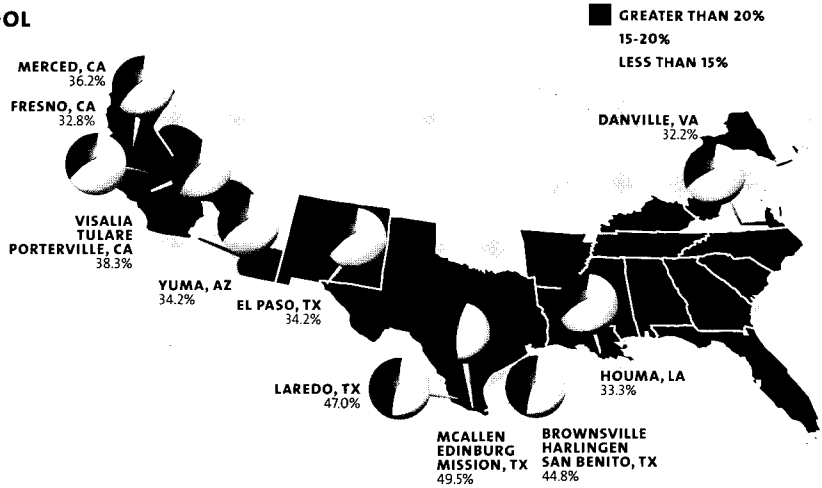 OL
GREATER THAN 20%
15-20%
LESS THAN 15%
MERCED, CA
36.2%
FRESNO, CA
32.8%
DANVILLE, VA
32.2%
VISALIA
TULARE
PORTERVILLE, CA
38.3%
YUMA, AZ
34.2%
EL PASO, TX
34.2%
LAREDO, TX
47.0%
HOUMA, LA
33.3%
MCALLEN
EDINBURG
MISSION, TX
49.5%
BROWNSVILLE
HARLINGEN
SAN BENITO, TX
44.8%